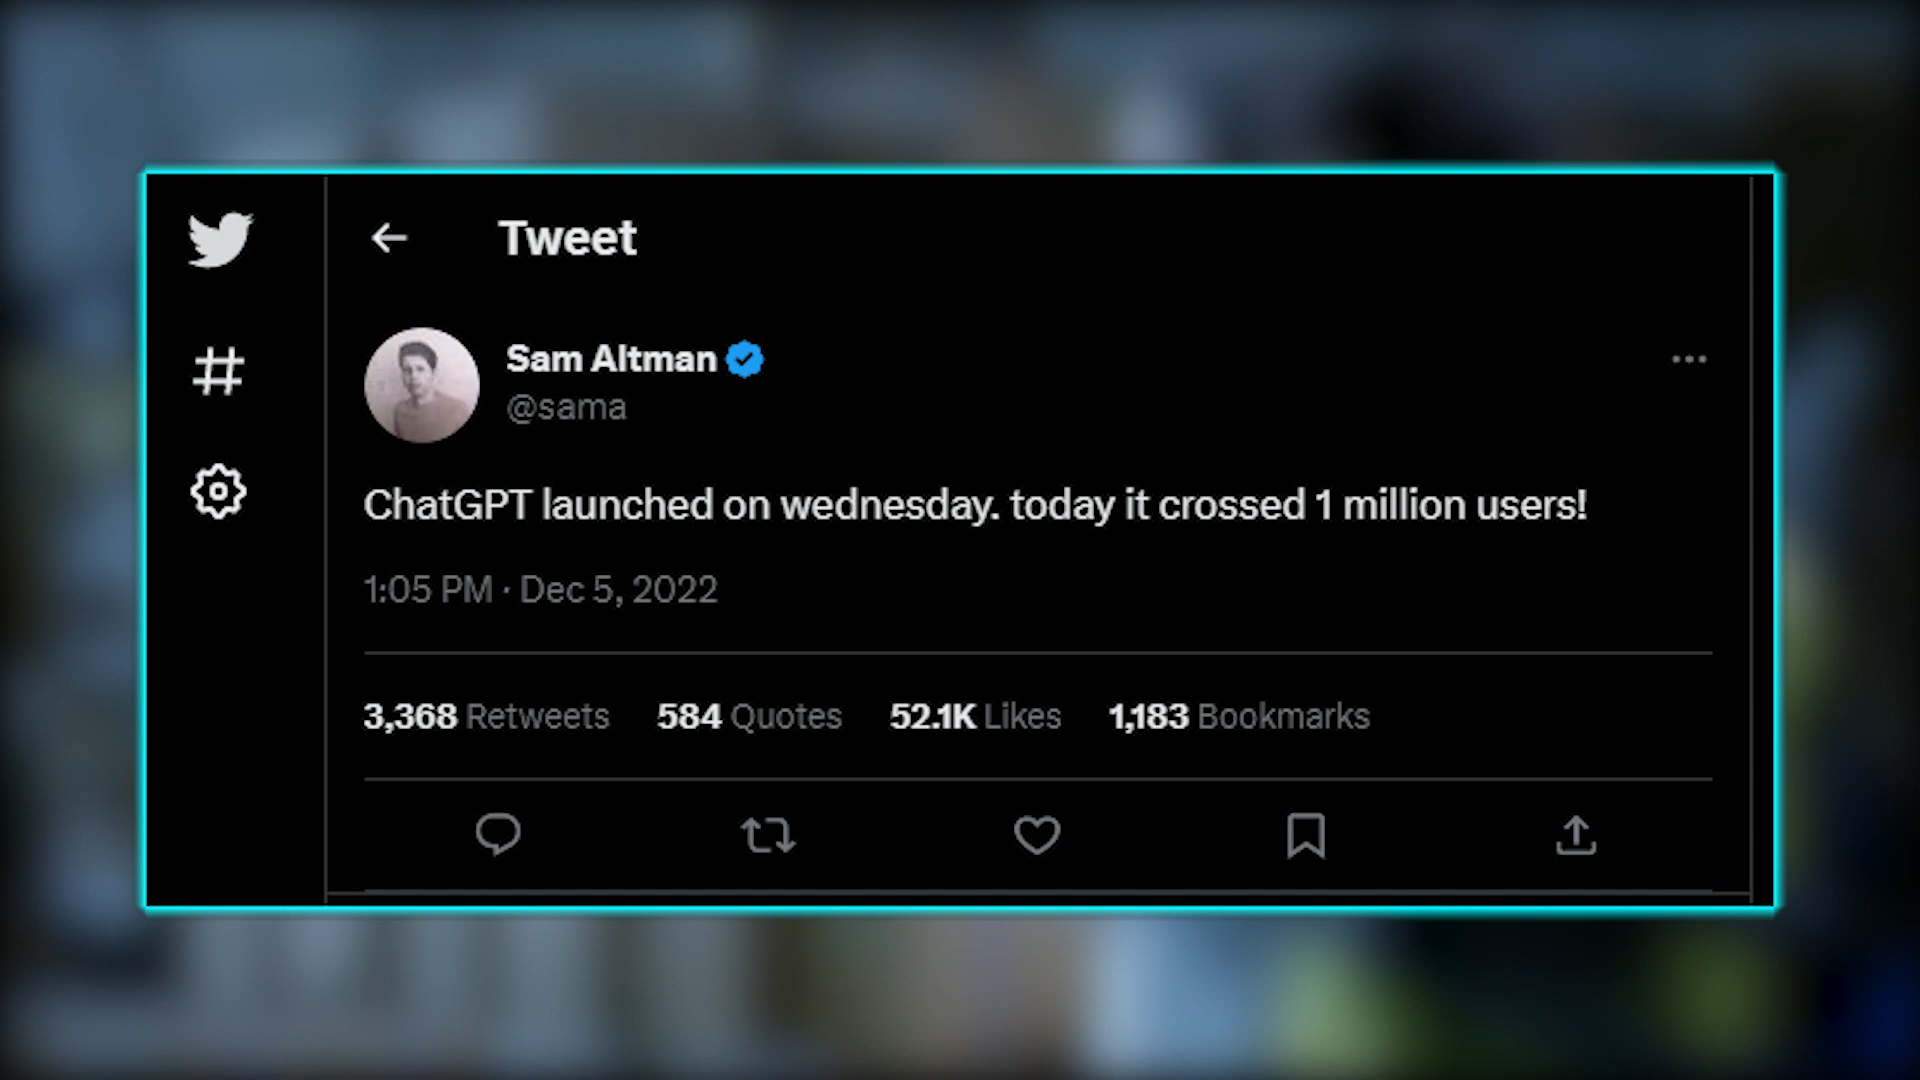 Tweet
Sam Altman
@sama
ChatGPT launched on wednesday. today it crossed 1 million users!
1:05 PM · Dec 5, 2022
3,368 Retweets 584 Quotes 52.1K Likes 1,183 Bookmarks